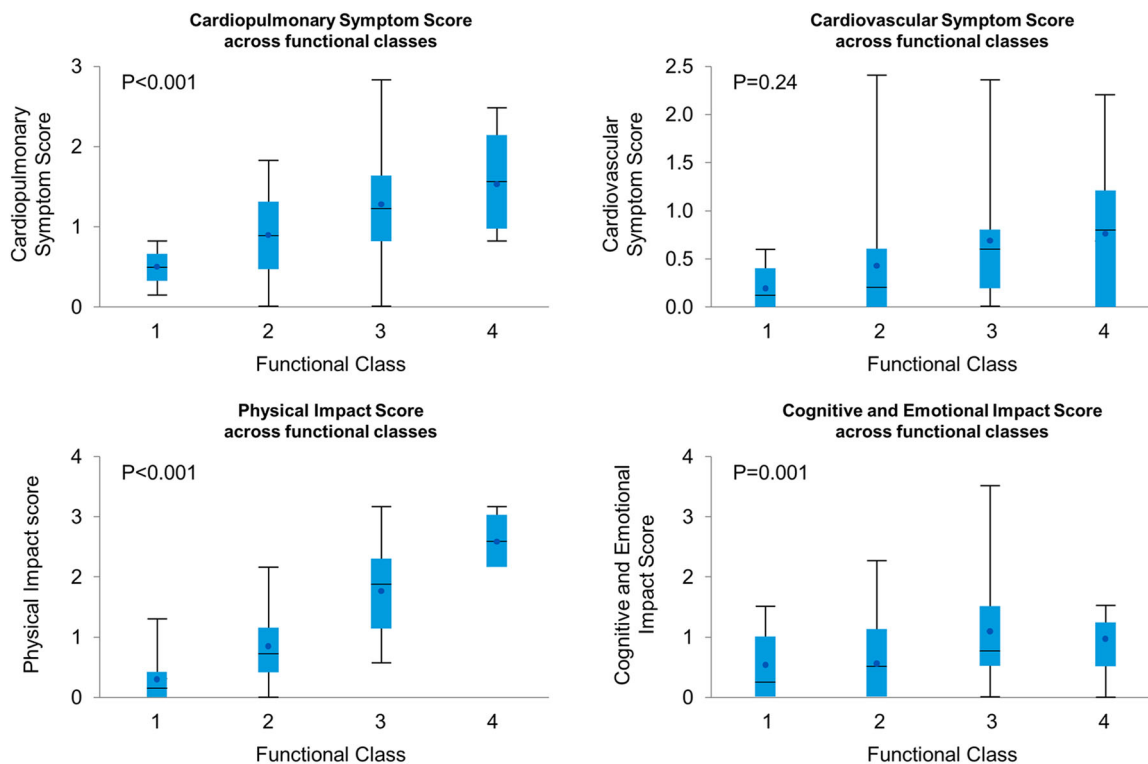 Cardiopulmonary Symptom Score
across functional classes
P<0.001
Cardiopulmonary
Symptom Score
3
2
1
0
1 2 3 4
Functional Class
Cardiovascular Symptom Score
across functional classes
P=0.24
Cardiovascular
Symptom Score
2.5
2.0
1.5
1.0
0.5
0.0
1 2 3 4
Functional Class
Physical Impact Score
across functional classes
P<0.001
Physical Impact score
4
3
2
1
0
1 2 3 4
Functional Class
Cognitive and Emotional Impact Score
across functional classes
P=0.001
Cognitive and Emotional
Impact Score
4
3
2
1
0
1 2 3 4
Functional Class